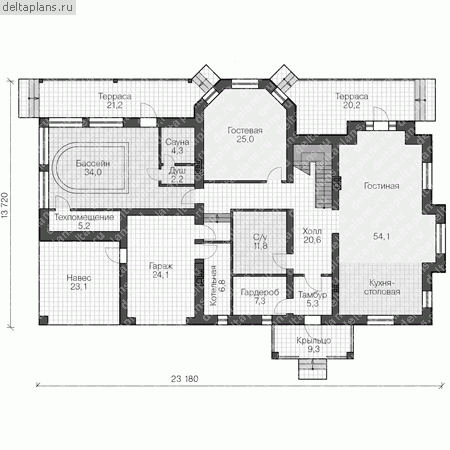 deltaplans.ru
Терраса
21,2
Терраса
20,2
Сауна
4,3
Гостевая
25,0
Бассейн
34,0
Душ
2,2
Гостиная
Техпомещение
5,2
С/у
11,8
Холл
20,6
54,1
Навес
23,1
Гараж
24,1
Котельная
6,8
Гардероб
7,3
Тамбур
5,3
Кухня-
столовая
Крыльцо
9,3
13 720
23 180